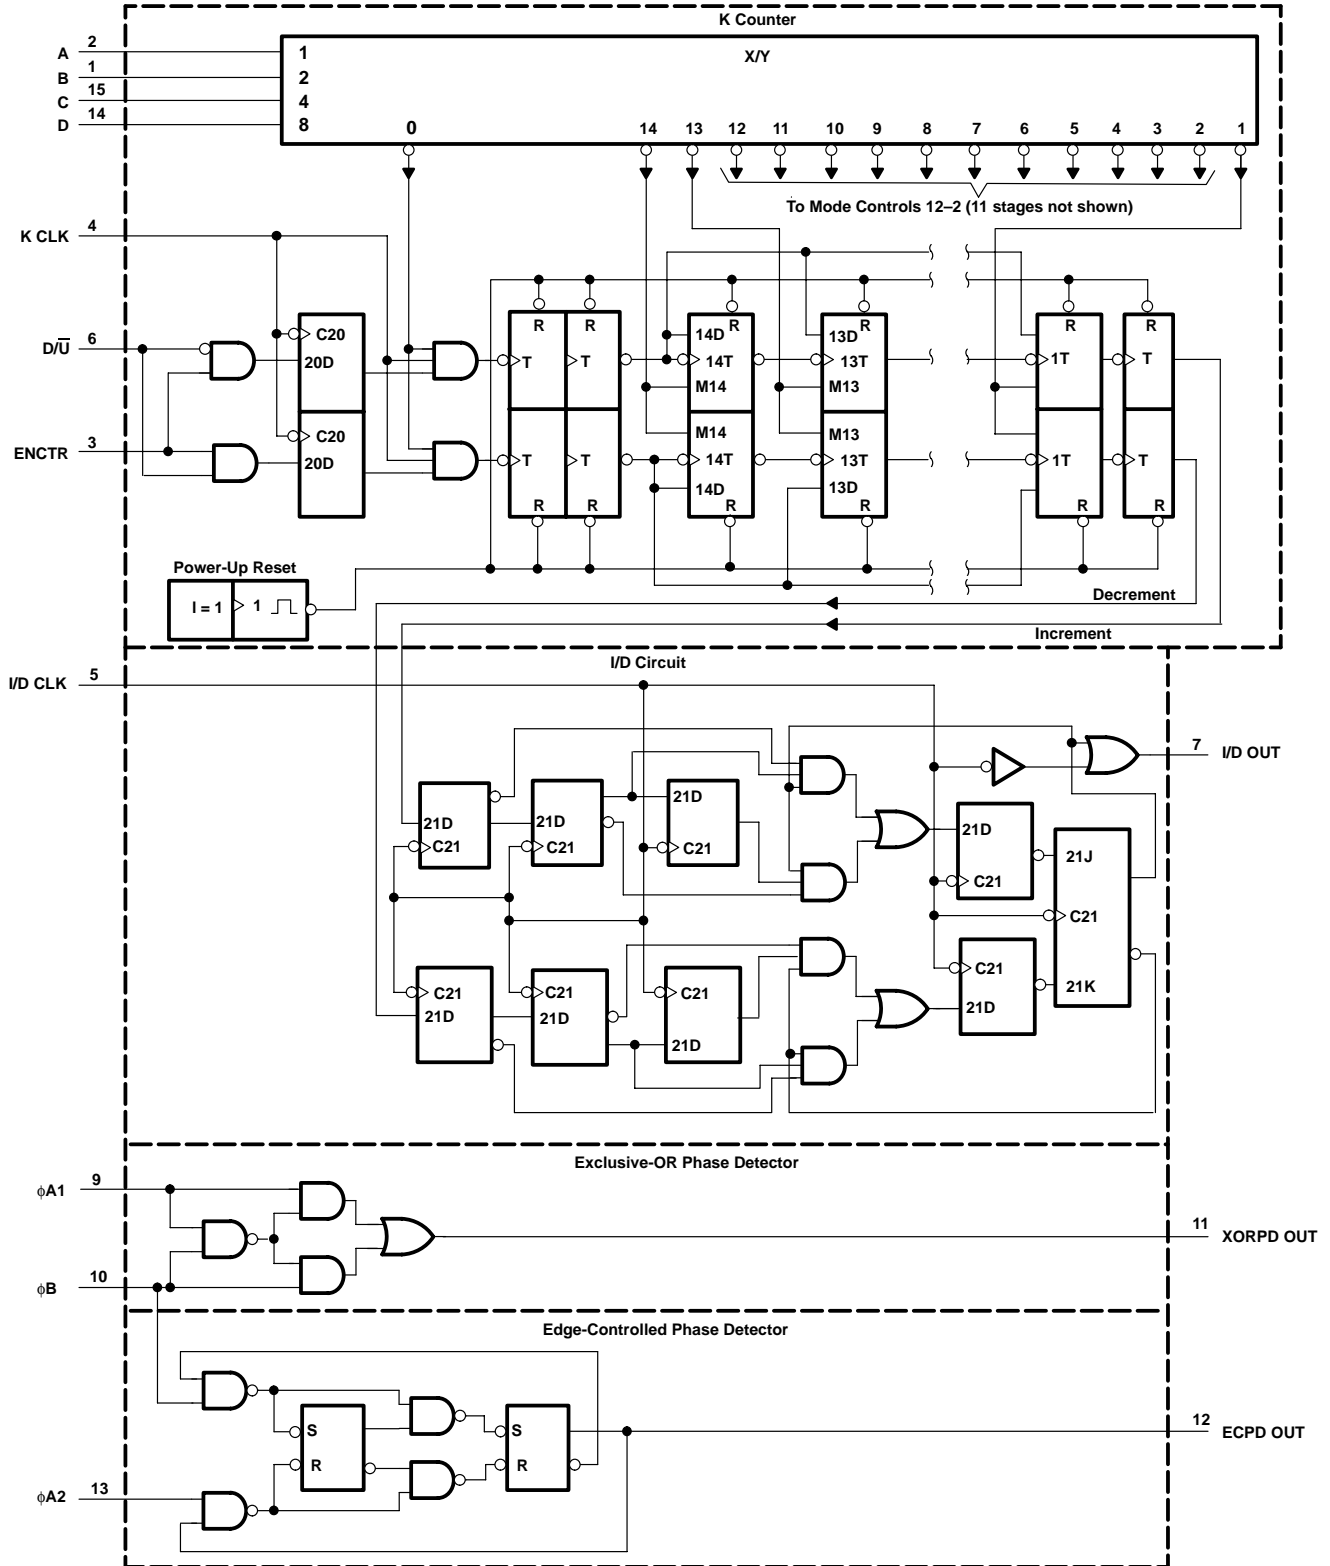 K Counter
A 2
B 1
C 15
D 14
1
2
4
8
X/Y
0 14 13 12 11 10 9 8 7 6 5 4 3 2 1
To Mode Controls 12–2 (11 stages not shown)
K CLK 4
D/U̅ 6
ENCTR 3
C20
20D
C20
20D
R R R R R R
T T 14D 13D
14T 13T 1T T
M14 M13
M14 M13
T T 14T 13T 1T T
14D 13D
R R R R R R
Power-Up Reset
I = 1 1
Decrement
Increment
I/D Circuit
I/D CLK 5
7 I/D OUT
21D 21D 21D
C21 C21 C21
21D
C21
21J
C21
21K
C21
21D
C21 C21 C21
21D 21D 21D
Exclusive-OR Phase Detector
ϕA1 9
ϕB 10
11 XORPD OUT
Edge-Controlled Phase Detector
S
R
S
R
12 ECPD OUT
ϕA2 13